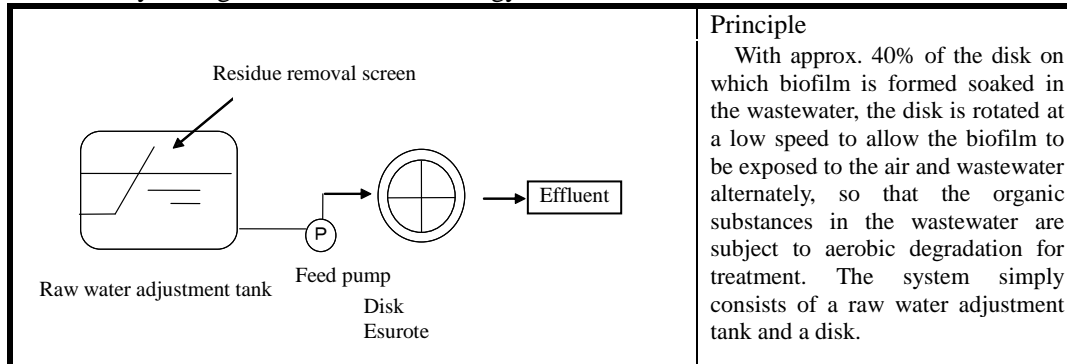 Residue removal screen
Effluent
P
Feed pump
Raw water adjustment tank
Disk
Esurote
Principle
With approx. 40% of the disk on
which biofilm is formed soaked in
the wastewater, the disk is rotated at
a low speed to allow the biofilm to
be exposed to the air and wastewater
alternately, so that the organic
substances in the wastewater are
subject to aerobic degradation for
treatment. The system simply
consists of a raw water adjustment
tank and a disk.